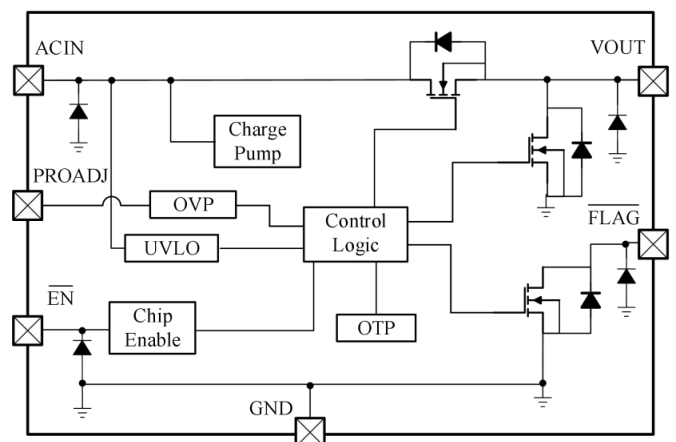 ACIN
VOUT
Charge
Pump
PROADJ
OVP
Control
Logic
FLAG
UVLO
EN
Chip
Enable
OTP
GND